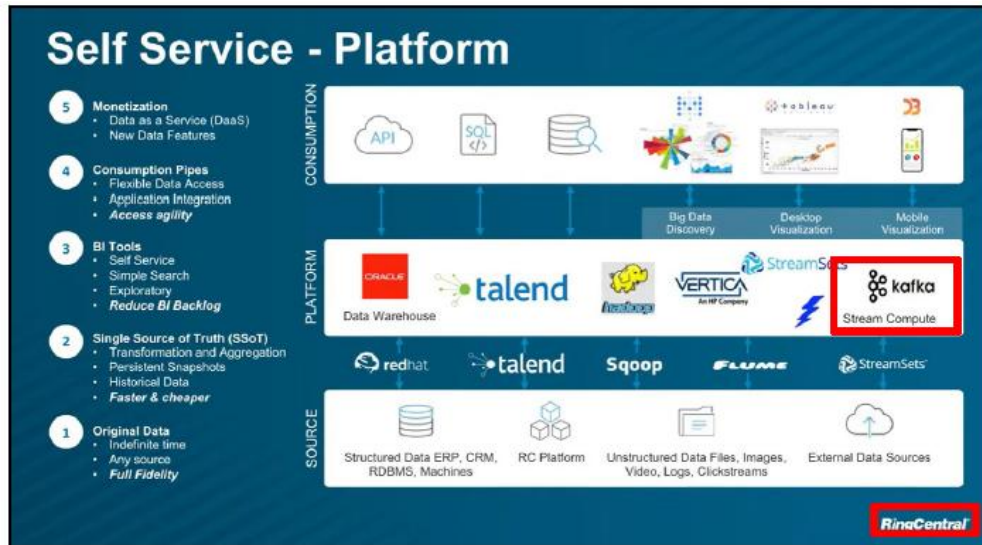 Self Service - Platform
5
Monetization
• Data as a Service (DaaS)
• New Data Features
4
Consumption Pipes
• Flexible Data Access
• Application Integration
• Access agility
3
BI Tools
• Self Service
• Simple Search
• Exploratory
• Reduce BI Backlog
2
Single Source of Truth (SSoT)
• Transformation and Aggregation
• Persistent Snapshots
• Historical Data
• Faster & cheaper
1
Original Data
• Indefinite time
• Any source
• Full Fidelity
CONSUMPTION
API
SQL
</>
+ableau
D3
Big Data
Discovery
Desktop
Visualization
Mobile
Visualization
PLATFORM
ORACLE
Data Warehouse
talend
hadoop
VERTICA
An HP Company
StreamSets
kafka
Stream Compute
redhat
talend
Sqoop
FLUME
StreamSets
SOURCE
Structured Data ERP, CRM,
RDBMS, Machines
RC Platform
Unstructured Data Files, Images,
Video, Logs, Clickstreams
External Data Sources
RingCentral